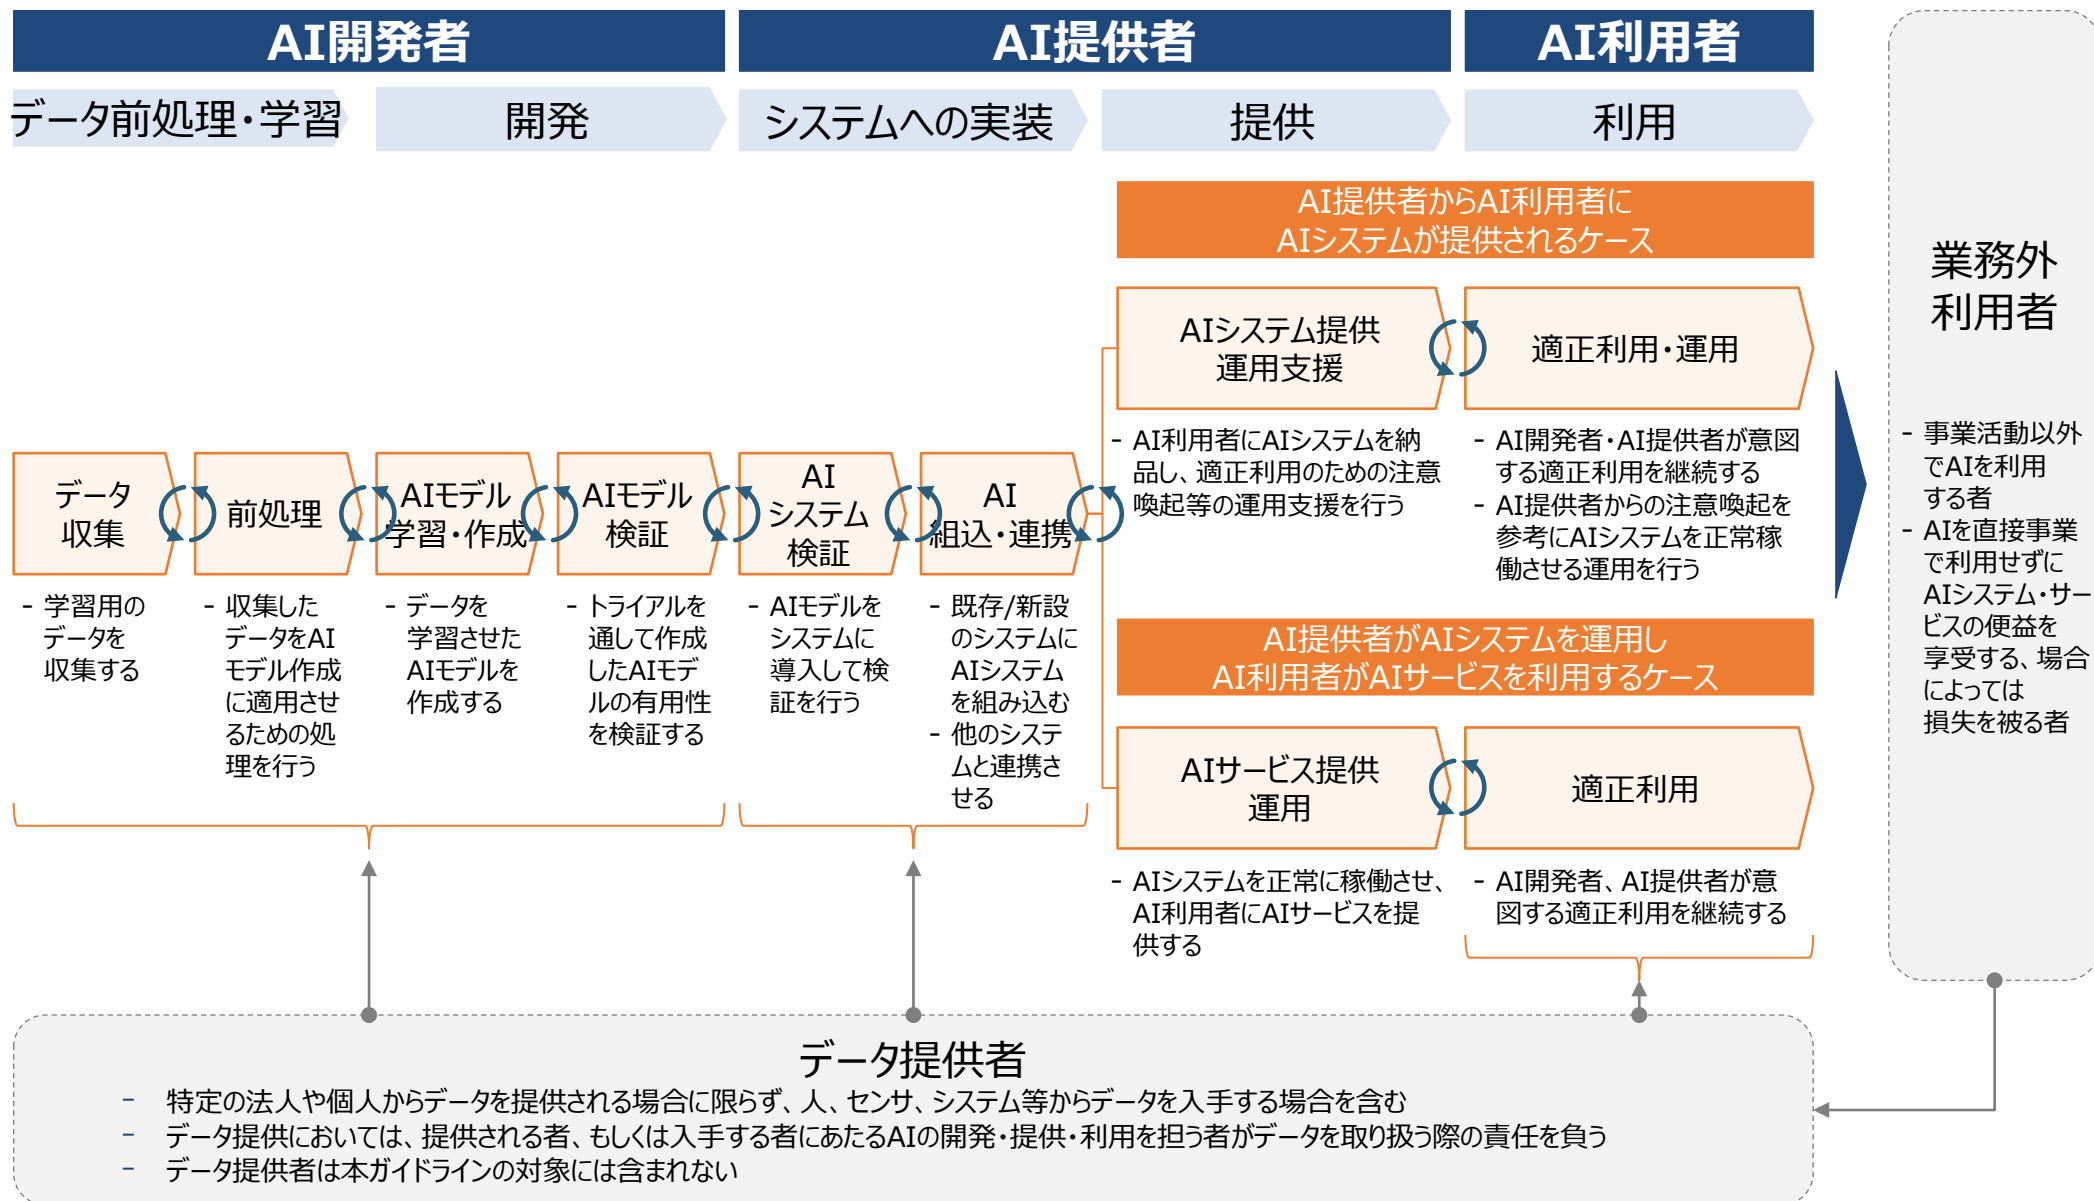 AI開発者
AI提供者
AI利用者
データ前処理・学習
開発
システムへの実装
提供
利用
AI提供者からAI利用者に
AIシステムが提供されるケース
AIシステム提供
運用支援
適正利用・運用
- AI利用者にAIシステムを納
品し、適正利用のための注意
喚起等の運用支援を行う
- AI開発者・AI提供者が意図
する適正利用を継続する
- AI提供者からの注意喚起を
参考にAIシステムを正常稼
働させる運用を行う
データ
収集
前処理
AIモデル
学習・作成
AIモデル
検証
AI
システム
検証
AI
組込・連携
- 学習用の
データを
収集する
- 収集した
データをAI
モデル作成
に適用させ
るための処
理を行う
- データを
学習させた
AIモデルを
作成する
- トライアルを
通して作成
したAIモデ
ルの有用性
を検証する
- AIモデルを
システムに
導入して検
証を行う
- 既存/新設
のシステムに
AIシステム
を組み込む
- 他のシステ
ムと連携さ
せる
AI提供者がAIシステムを運用し
AI利用者がAIサービスを利用するケース
AIサービス提供
運用
適正利用
- AIシステムを正常に稼働させ、
AI利用者にAIサービスを提
供する
- AI開発者、AI提供者が意
図する適正利用を継続する
業務外
利用者
- 事業活動以外
でAIを利用
する者
- AIを直接事業
で利用せずに
AIシステム・サー
ビスの便益を
享受する、場合
によっては
損失を被る者
データ提供者
- 特定の法人や個人からデータを提供される場合に限らず、人、センサ、システム等からデータを入手する場合を含む
- データ提供においては、提供される者、もしくは入手する者にあたるAIの開発・提供・利用を担う者がデータを取り扱う際の責任を負う
- データ提供者は本ガイドラインの対象には含まれない